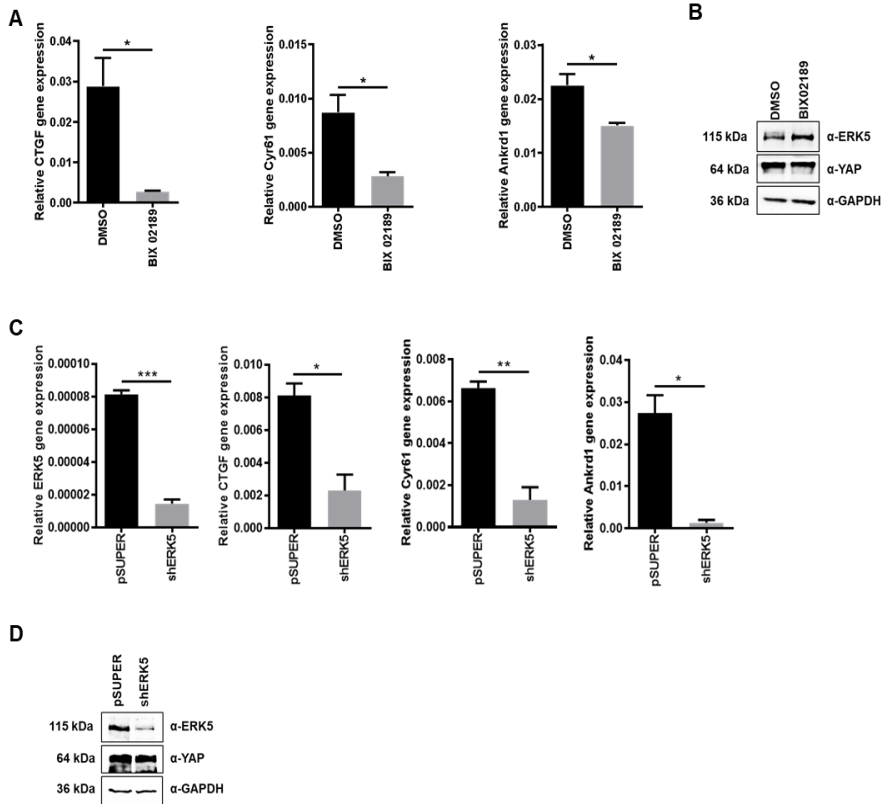 A
Relative CTGF gene expression
0.04
0.03
0.02
0.01
0.00
*
DMSO
BIX 02189
Relative Cyr61 gene expression
0.015
0.010
0.005
0.000
*
DMSO
BIX 02189
Relative Ankrd1 gene expression
0.03
0.02
0.01
0.00
*
DMSO
BIX 02189
B
DMSO
BIX02189
115 kDa α-ERK5
64 kDa α-YAP
36 kDa α-GAPDH
C
Relative ERK5 gene expression
0.00010
0.00008
0.00006
0.00004
0.00002
0.00000
***
pSUPER
shERK5
Relative CTGF gene expression
0.010
0.008
0.006
0.004
0.002
0.000
*
pSUPER
shERK5
Relative Cyr61 gene expression
0.008
0.006
0.004
0.002
0.000
**
pSUPER
shERK5
Relative Ankrd1 gene expression
0.04
0.03
0.02
0.01
0.00
*
pSUPER
shERK5
D
pSUPER
shERK5
115 kDa α-ERK5
64 kDa α-YAP
36 kDa α-GAPDH